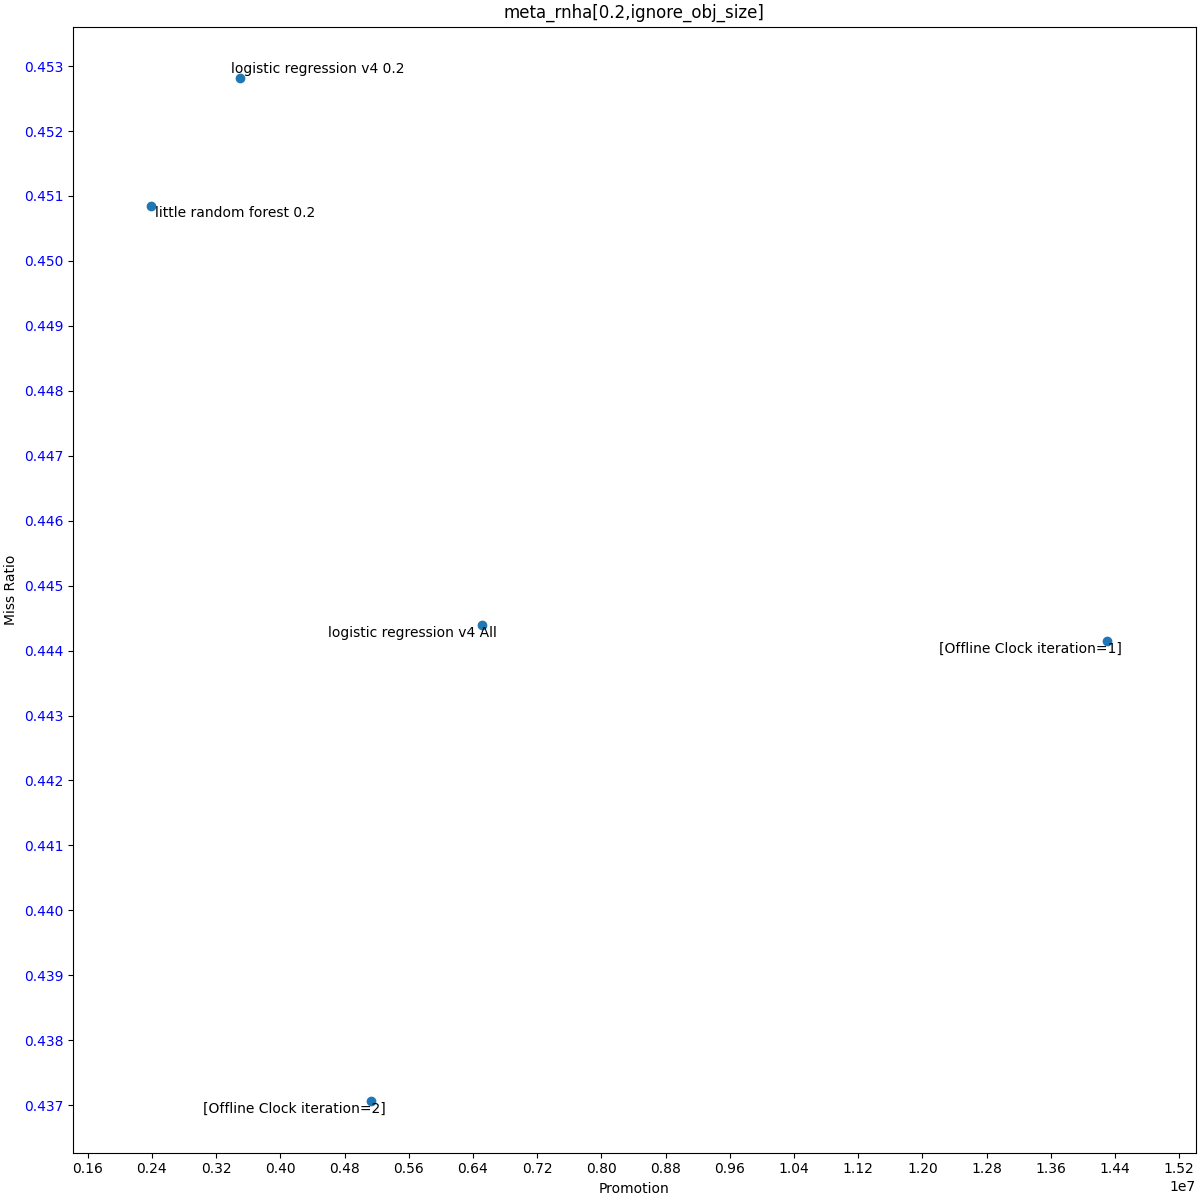 meta_rnha[0.2,ignore_obj_size]
0.453
logistic regression v4 0.2
0.452
0.451
little random forest 0.2
0.450
0.449
0.448
0.447
0.446
0.445
Miss Ratio
logistic regression v4 All
0.444
[Offline Clock iteration=1]
0.443
0.442
0.441
0.440
0.439
0.438
0.437
[Offline Clock iteration=2]
0.16 0.24 0.32 0.40 0.48 0.56 0.64 0.72 0.80 0.88 0.96 1.04 1.12 1.20 1.28 1.36 1.44 1.52
1e7
Promotion